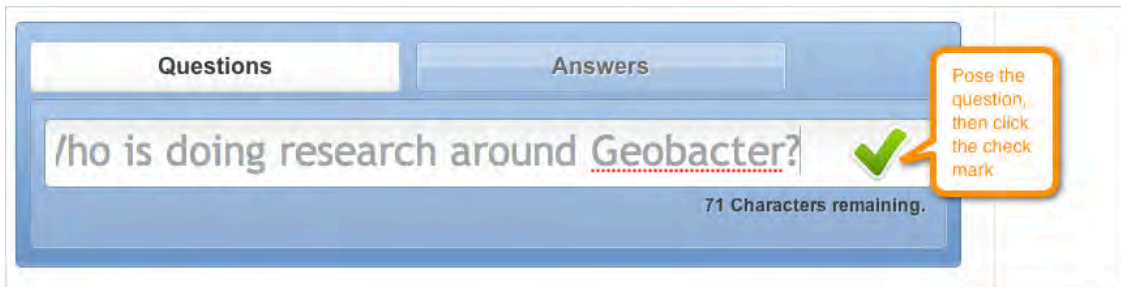 Questions
Answers
/ho is doing research around Geobacter?
71 Characters remaining.
Pose the
question,
then click
the check
mark